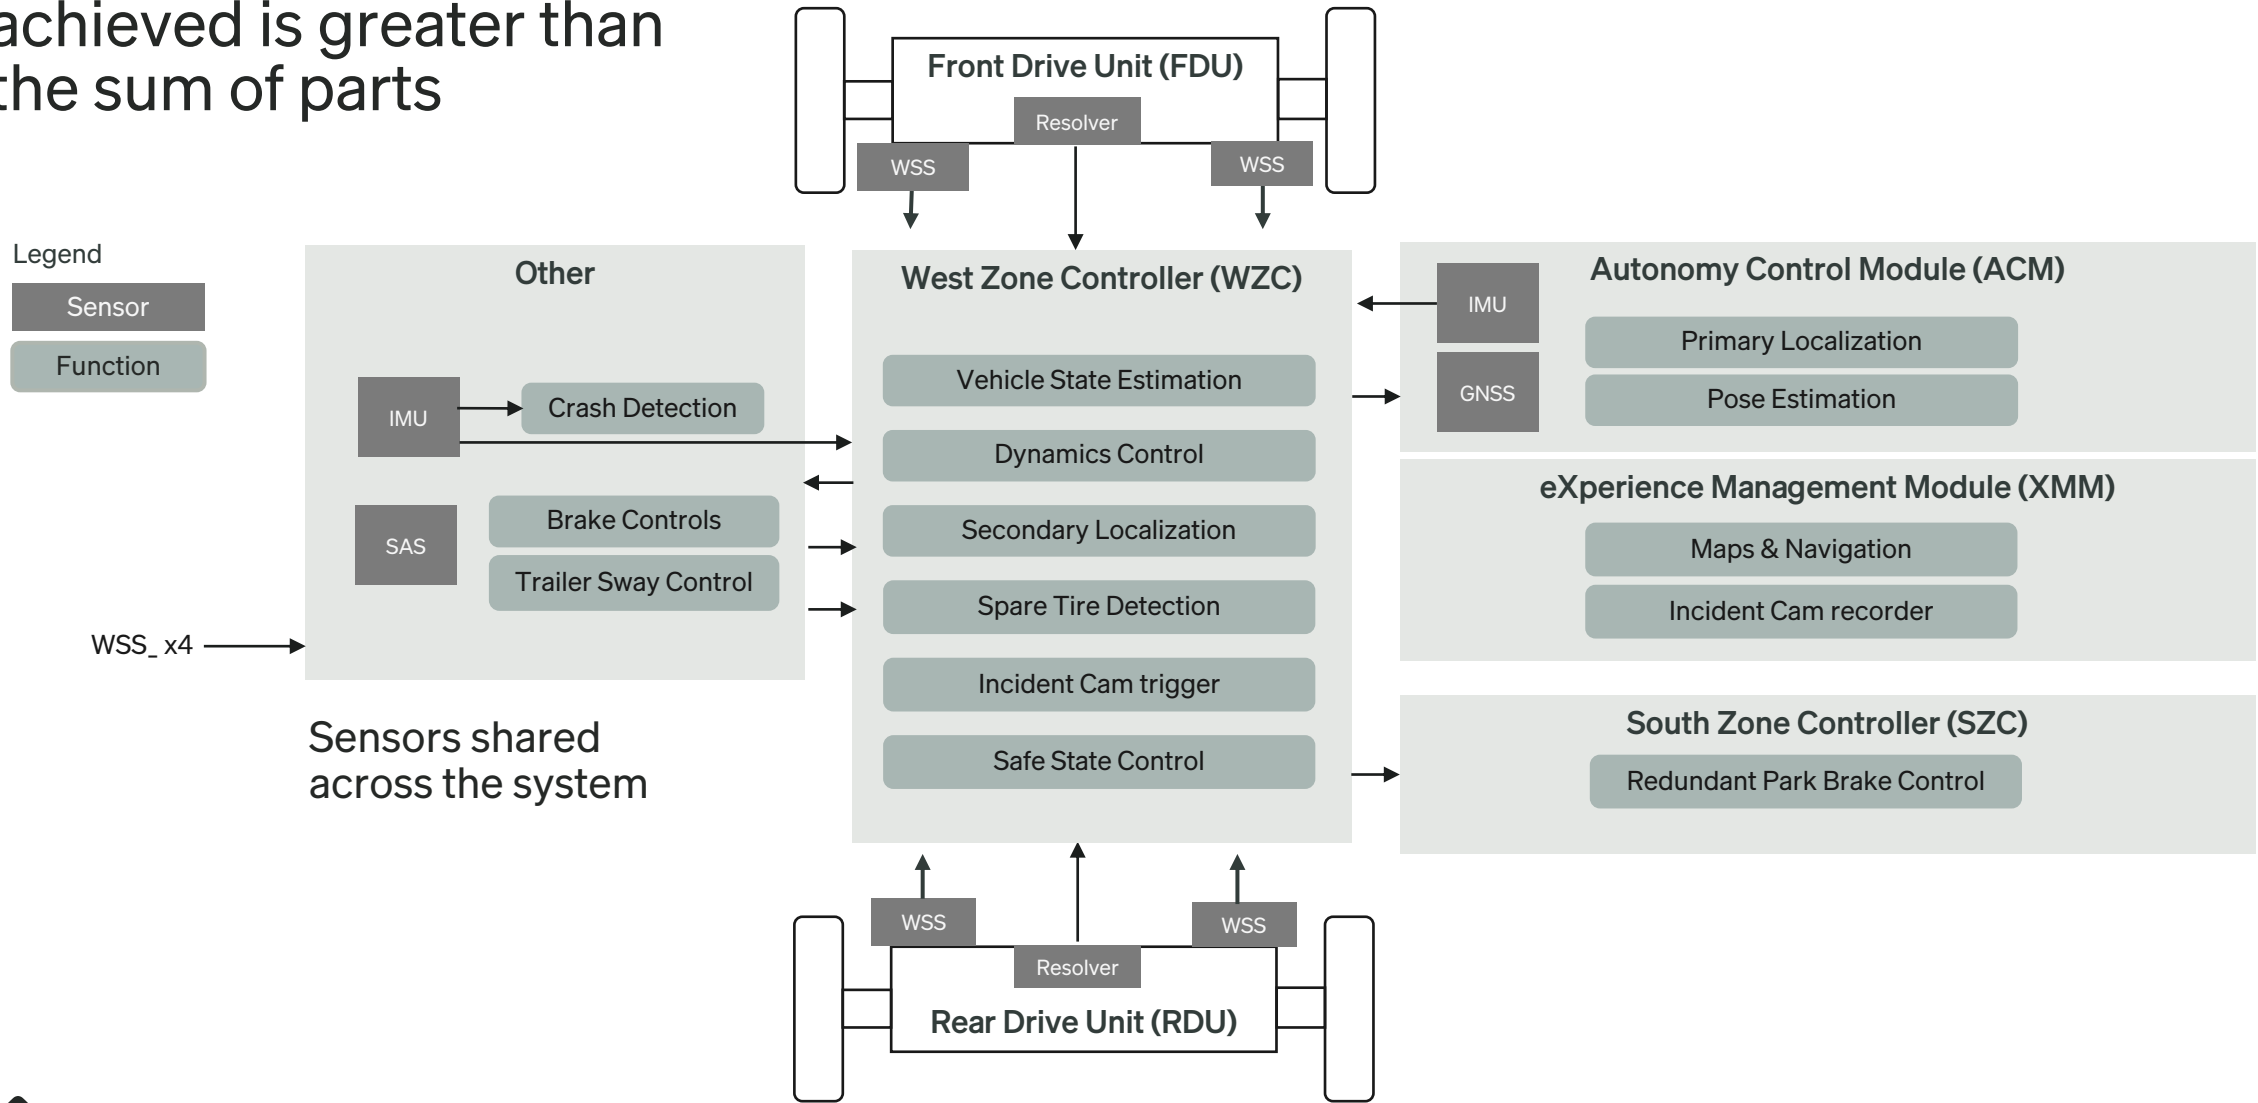 achieved is greater than
the sum of parts
Front Drive Unit (FDU)
Resolver
WSS
WSS
Legend
Sensor
Function
Other
IMU
Crash Detection
SAS
Brake Controls
Trailer Sway Control
WSS_ x4
Sensors shared
across the system
West Zone Controller (WZC)
Vehicle State Estimation
Dynamics Control
Secondary Localization
Spare Tire Detection
Incident Cam trigger
Safe State Control
Autonomy Control Module (ACM)
IMU
GNSS
Primary Localization
Pose Estimation
eXperience Management Module (XMM)
Maps & Navigation
Incident Cam recorder
South Zone Controller (SZC)
Redundant Park Brake Control
WSS
WSS
Resolver
Rear Drive Unit (RDU)